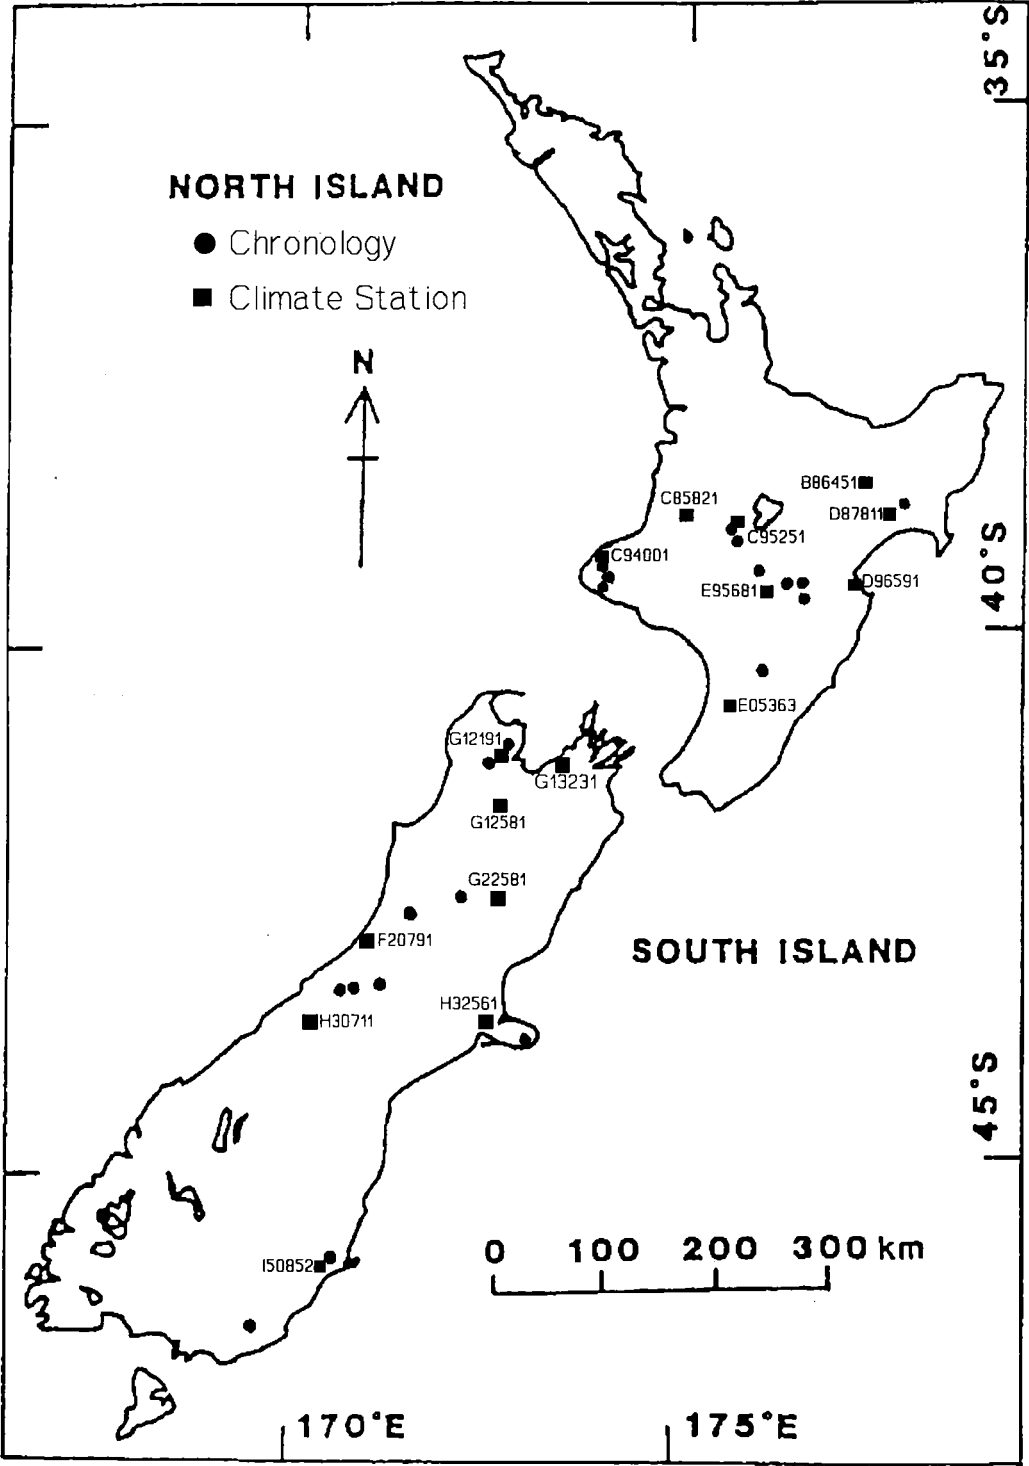 35°S
NORTH ISLAND
Chronology
Climate Station
N
B86451
C85821
D87811
C95251
C94001
40°S
E95681
D96591
E05363
G12191
G13231
G12581
G22581
F20791
SOUTH ISLAND
H32561
H30711
45°S
0 100 200 300 km
I50852
170°E 175°E